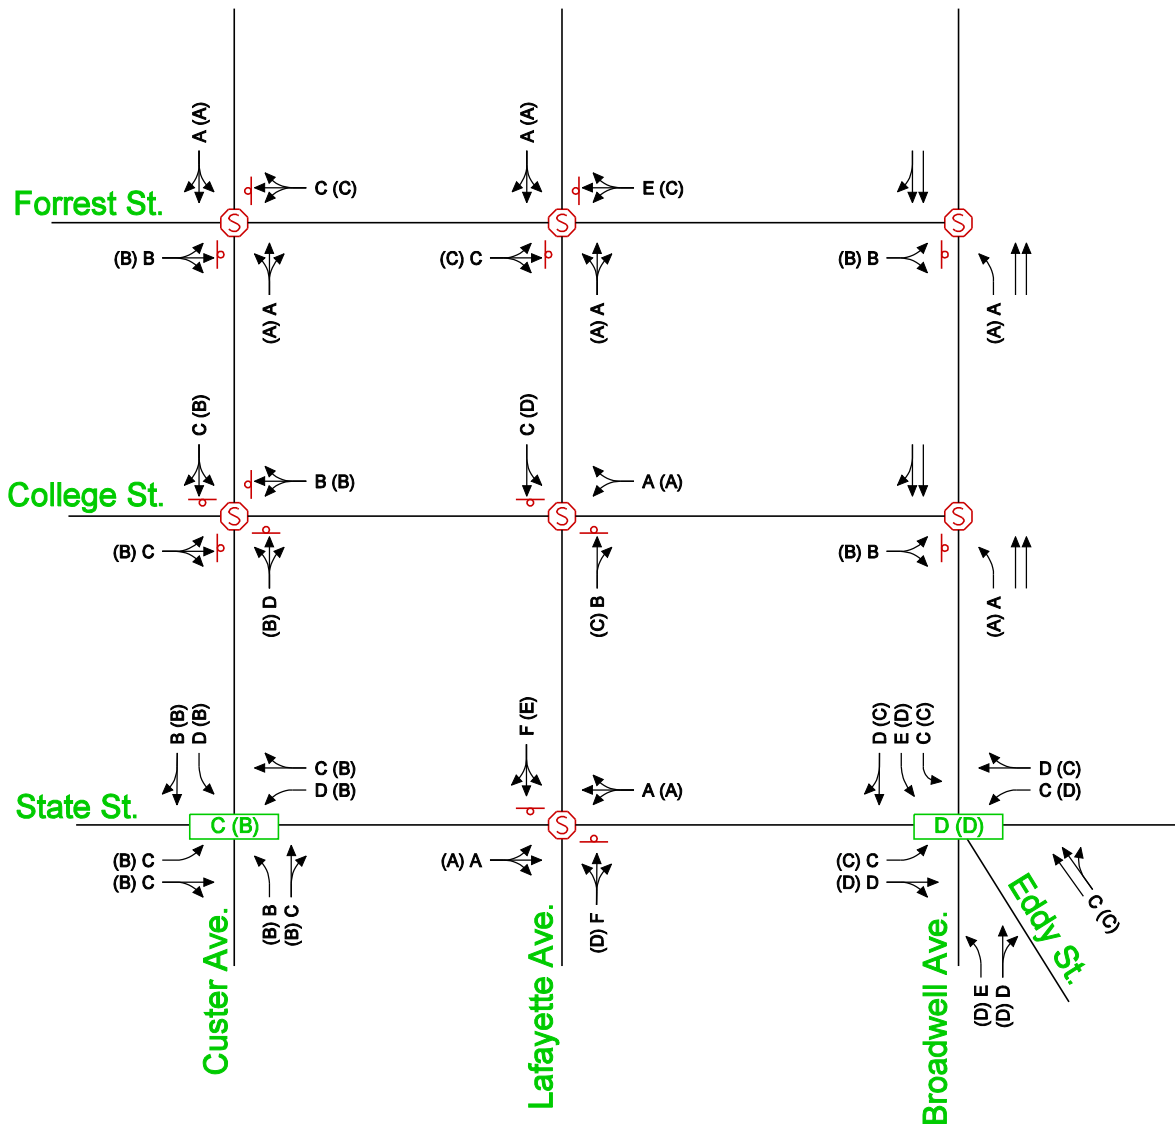 A (A)
A (A)
C (C)
E (C)
Forrest St.
S
S
S
(B) B
(C) C
(B) B
(A) A
(A) A
(A) A
C (B)
C (D)
B (B)
A (A)
College St.
S
S
S
(B) C
(B) B
(B) D
(C) B
(A) A
B (B)
D (B)
F (E)
D (C)
E (D)
C (C)
C (B)
D (B)
A (A)
D (C)
C (D)
State St.
C (B)
S
D (D)
(B) C
(B) C
(A) A
(C) C
(D) D
(B) B
(B) C
(D) F
C (C)
Eddy St.
(D) E
(D) D
Custer Ave.
Lafayette Ave.
Broadwell Ave.